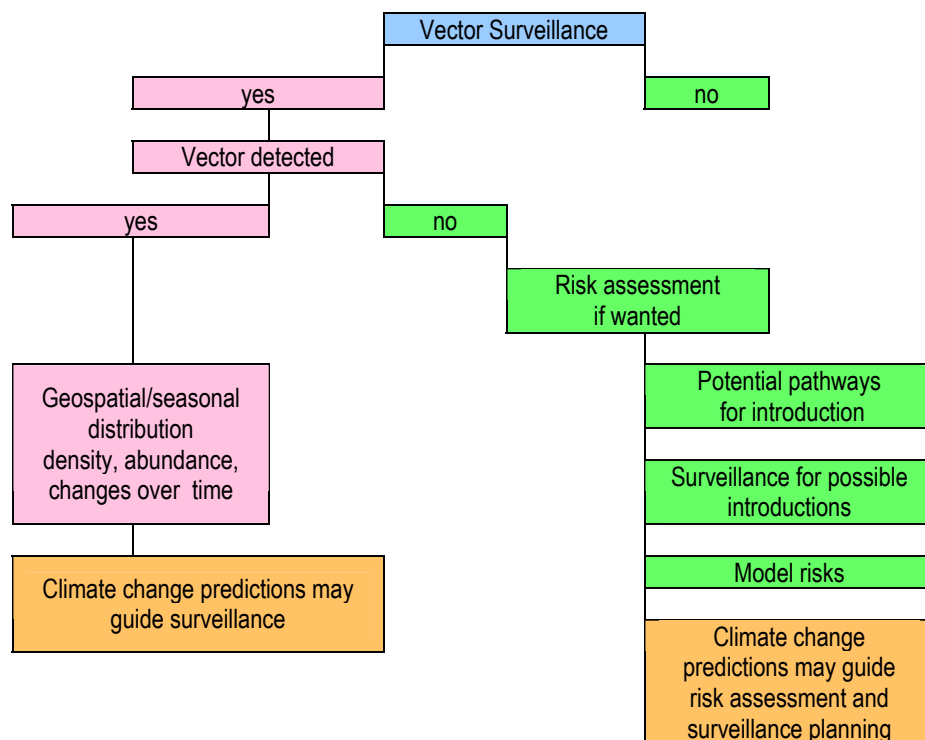 Vector Surveillance
yes
no
Vector detected
yes
no
Risk assessment
if wanted
Geospatial/seasonal
distribution
density, abundance,
changes over time
Potential pathways
for introduction
Surveillance for possible
introductions
Model risks
Climate change predictions may
guide surveillance
Climate change
predictions may guide
risk assessment and
surveillance planning